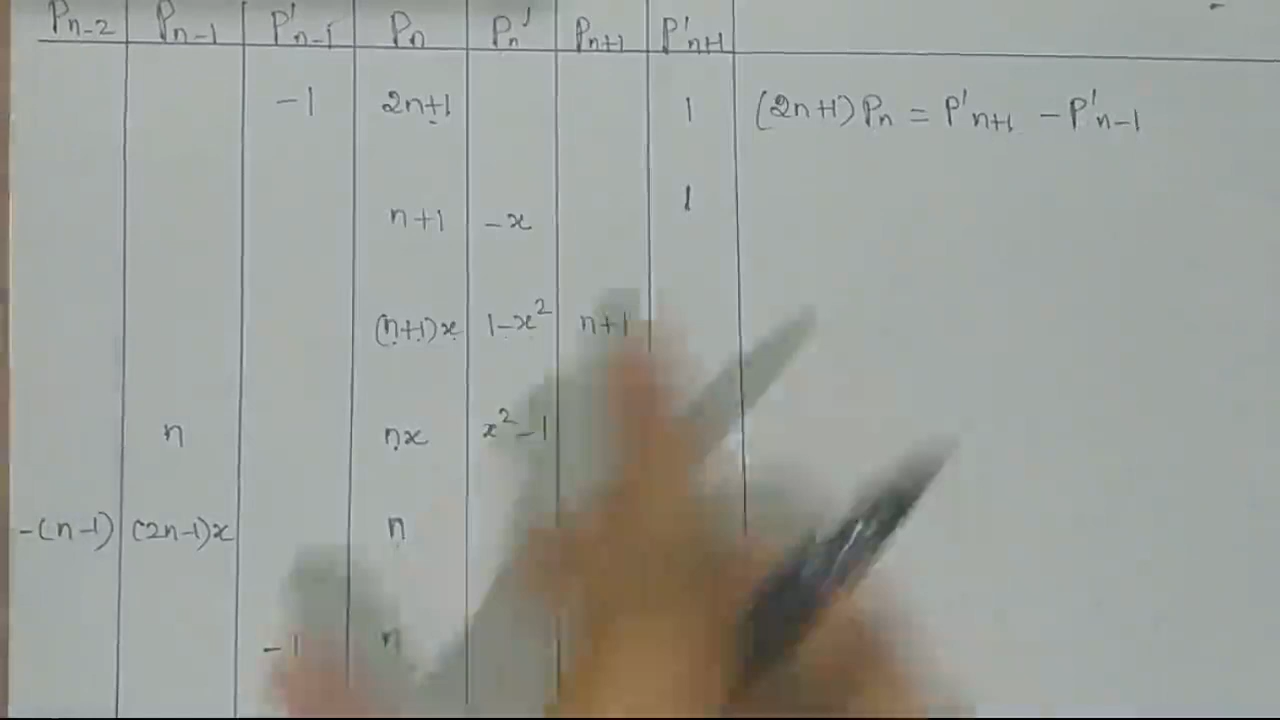 Pn-2 Pn-1 P'n-1 Pn Pn' Pn+1 P'n+1
-1 2n+1 1 (2n+1)Pn = P'n+1 - P'n-1
n+1 -x 1
(n+1)x 1-x² n+1
n nx x²-1
-(n-1) (2n-1)x n
-1 n